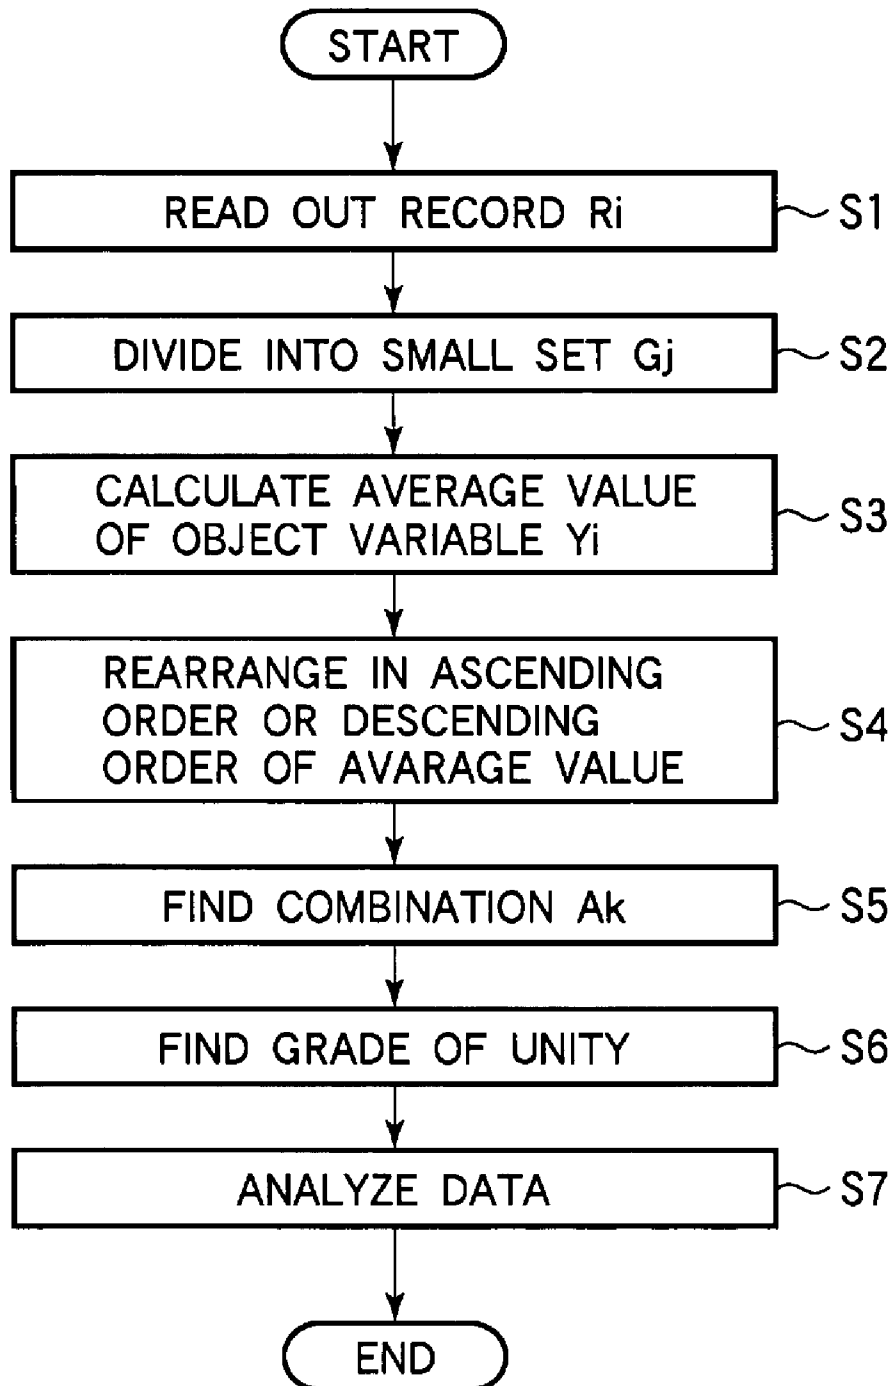 START
READ OUT RECORD Ri
S1
DIVIDE INTO SMALL SET Gj
S2
CALCULATE AVERAGE VALUE
OF OBJECT VARIABLE Yi
S3
REARRANGE IN ASCENDING
ORDER OR DESCENDING
ORDER OF AVARAGE VALUE
S4
FIND COMBINATION Ak
S5
FIND GRADE OF UNITY
S6
ANALYZE DATA
S7
END